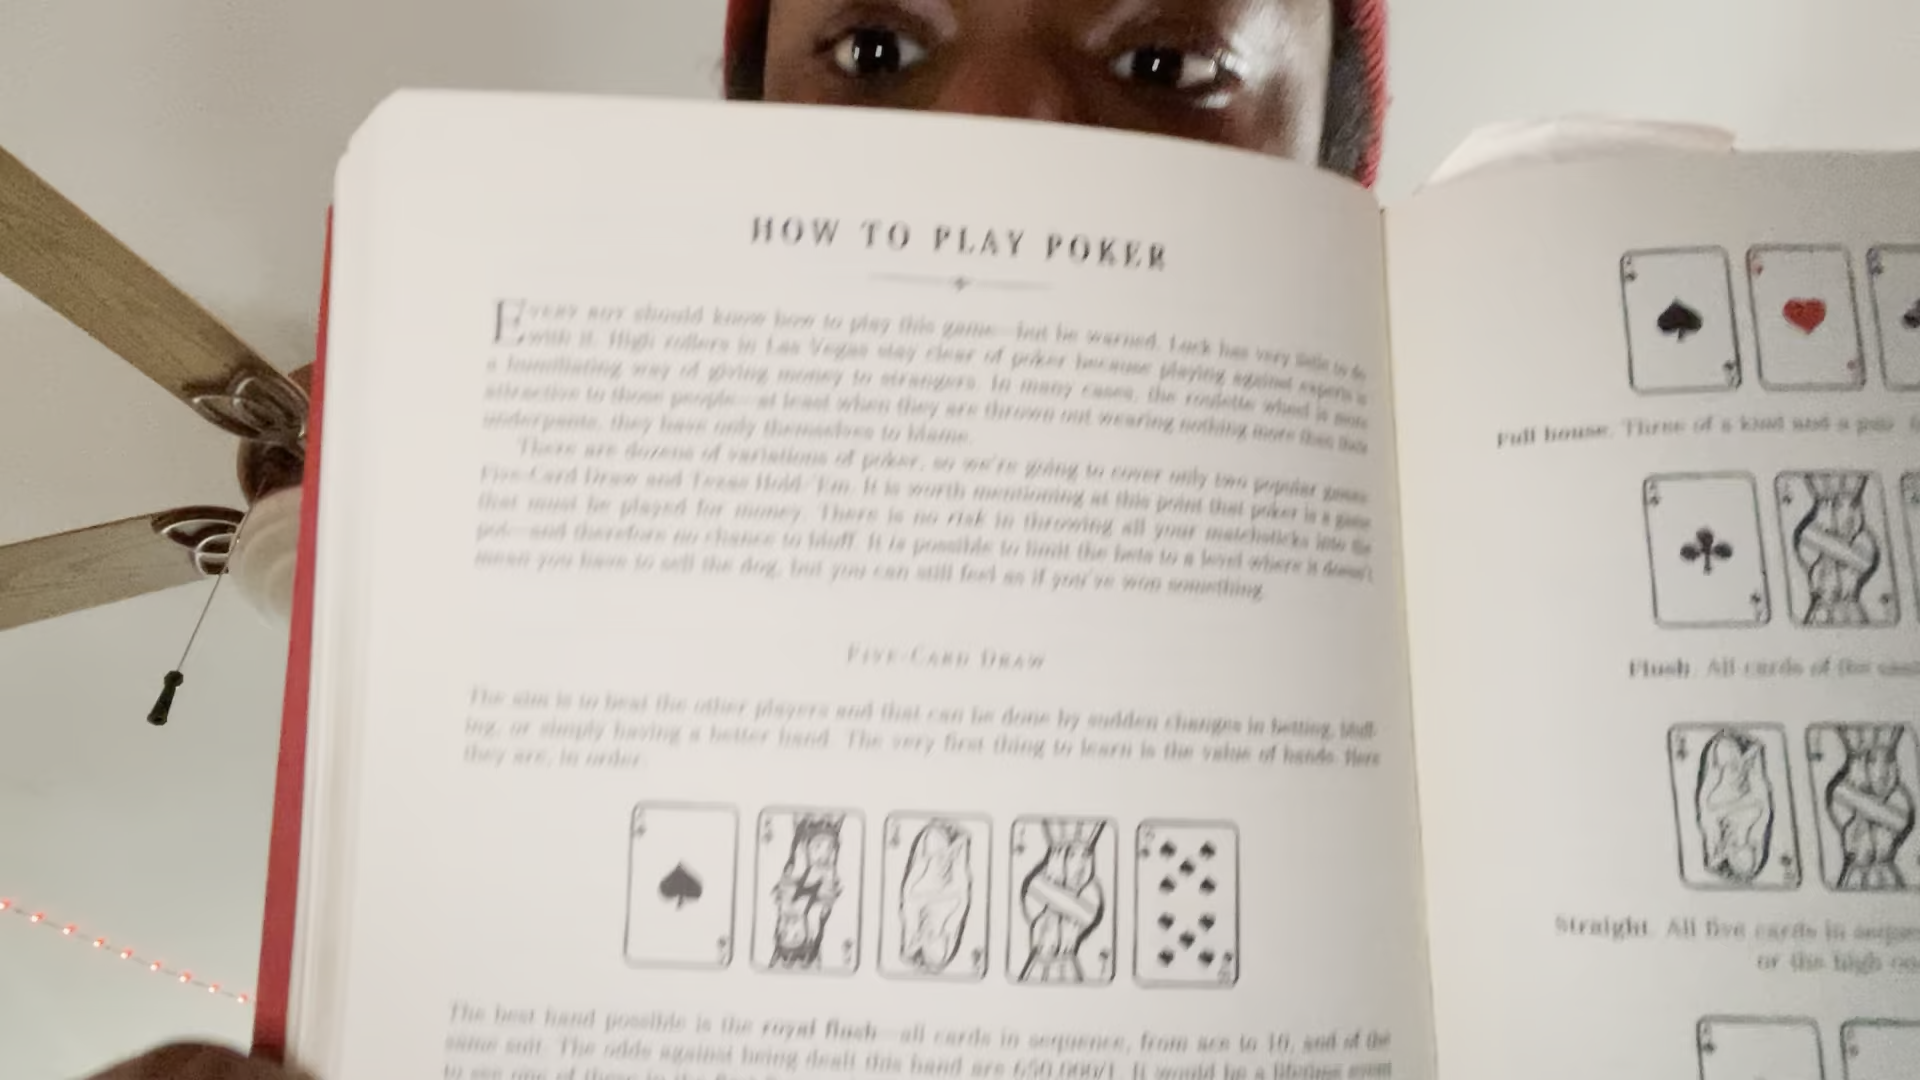 HOW TO PLAY POKER
EVERY BOY should know how to play this game—but be warned. Luck has very little to do
with it. High rollers in Las Vegas stay clear of poker because playing against experts is
a humiliating way of giving money to strangers. In many cases, the roulette wheel is more
attractive to those people—at least when they are thrown out wearing nothing more than their
underpants, they have only themselves to blame.
There are dozens of variations of poker, so we're going to cover only two popular games:
Five-Card Draw and Texas Hold-'Em. It is worth mentioning at this point that poker is a game
that must be played for money. There is no risk in throwing all your matchsticks into the
pot—and therefore no chance to bluff. It is possible to limit the bets to a level where it doesn't
mean you have to sell the dog, but you can still feel as if you've won something.
FIVE-CARD DRAW
The aim is to beat the other players and that can be done by sudden changes in betting, bluff-
ing, or simply having a better hand. The very first thing to learn is the value of hands. Here
they are, in order.
The best hand possible is the royal flush—all cards in sequence, from ace to 10, and of the
same suit. The odds against being dealt this hand are 650,000/1. It would be a lifetime event
to see one of these in the first
Full house. Three of a kind and a pair
Flush. All cards of the
Straight. All five cards in
or the high